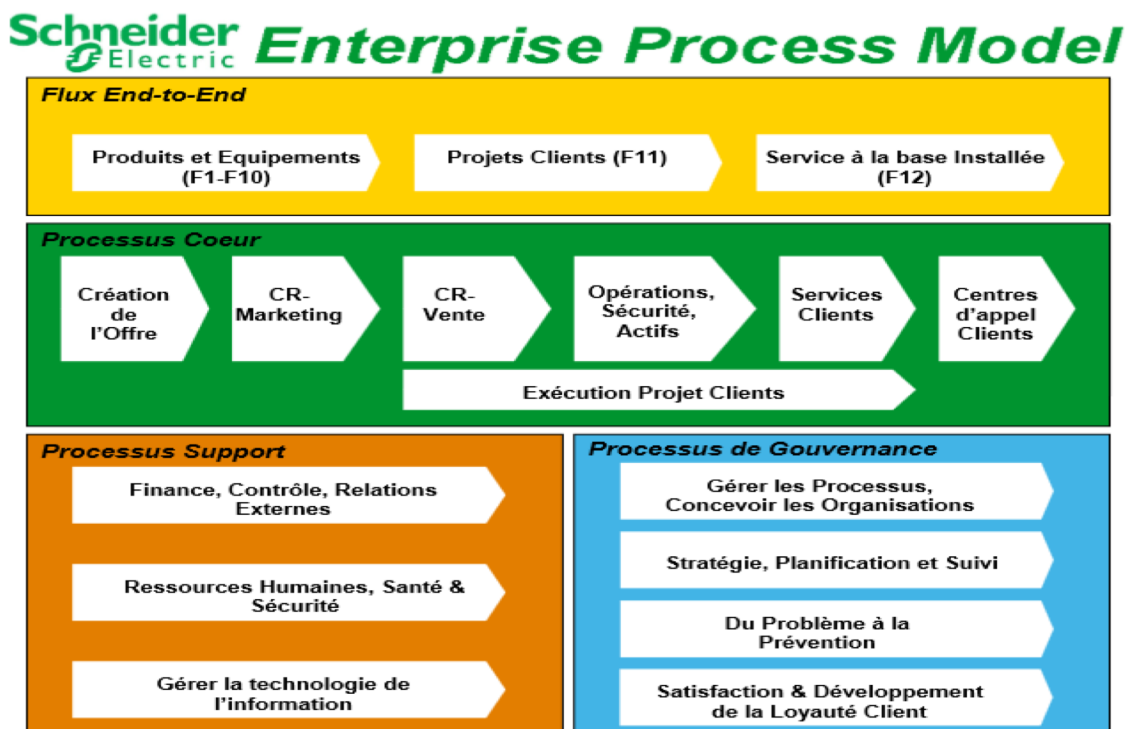 Schneider Electric
Enterprise Process Model
Flux End-to-End
Produits et Equipements
(F1-F10)
Projets Clients (F11)
Service à la base Installée
(F12)
Processus Coeur
Création
de
l'Offre
CR-
Marketing
CR-
Vente
Opérations,
Sécurité,
Actifs
Services
Clients
Centres
d'appel
Clients
Exécution Projet Clients
Processus Support
Finance, Contrôle, Relations
Externes
Ressources Humaines, Santé &
Sécurité
Gérer la technologie de
l'information
Processus de Gouvernance
Gérer les Processus,
Concevoir les Organisations
Stratégie, Planification et Suivi
Du Problème à la
Prévention
Satisfaction & Développement
de la Loyauté Client